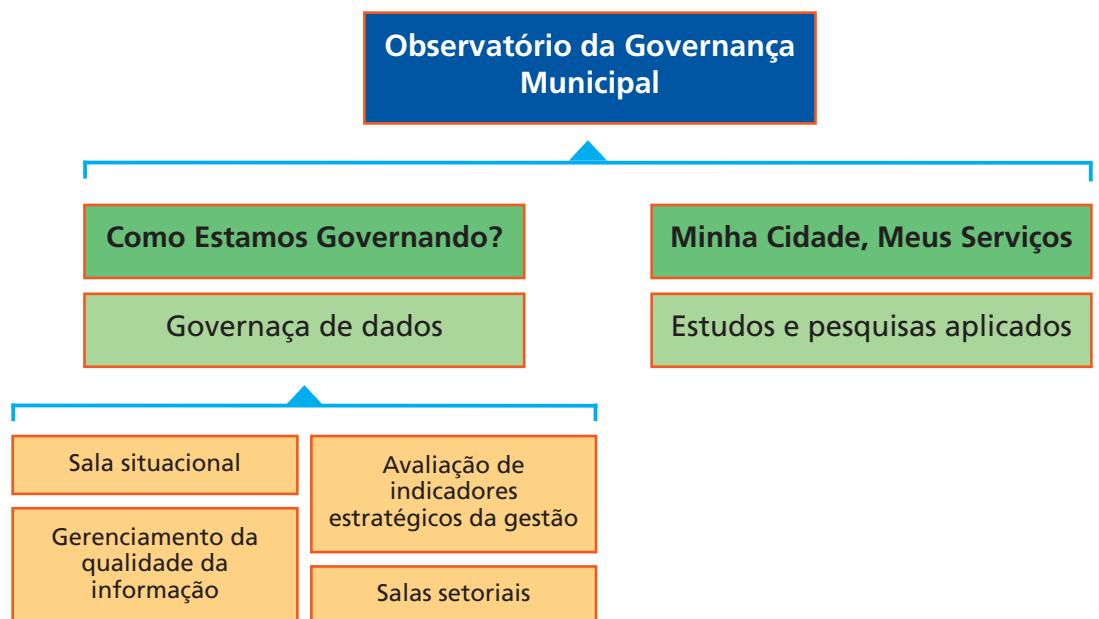 Observatório da Governança
Municipal
Como Estamos Governando?
Minha Cidade, Meus Serviços
Governaça de dados
Estudos e pesquisas aplicados
Sala situacional
Avaliação de
indicadores
estratégicos da gestão
Gerenciamento da
qualidade da
informação
Salas setoriais